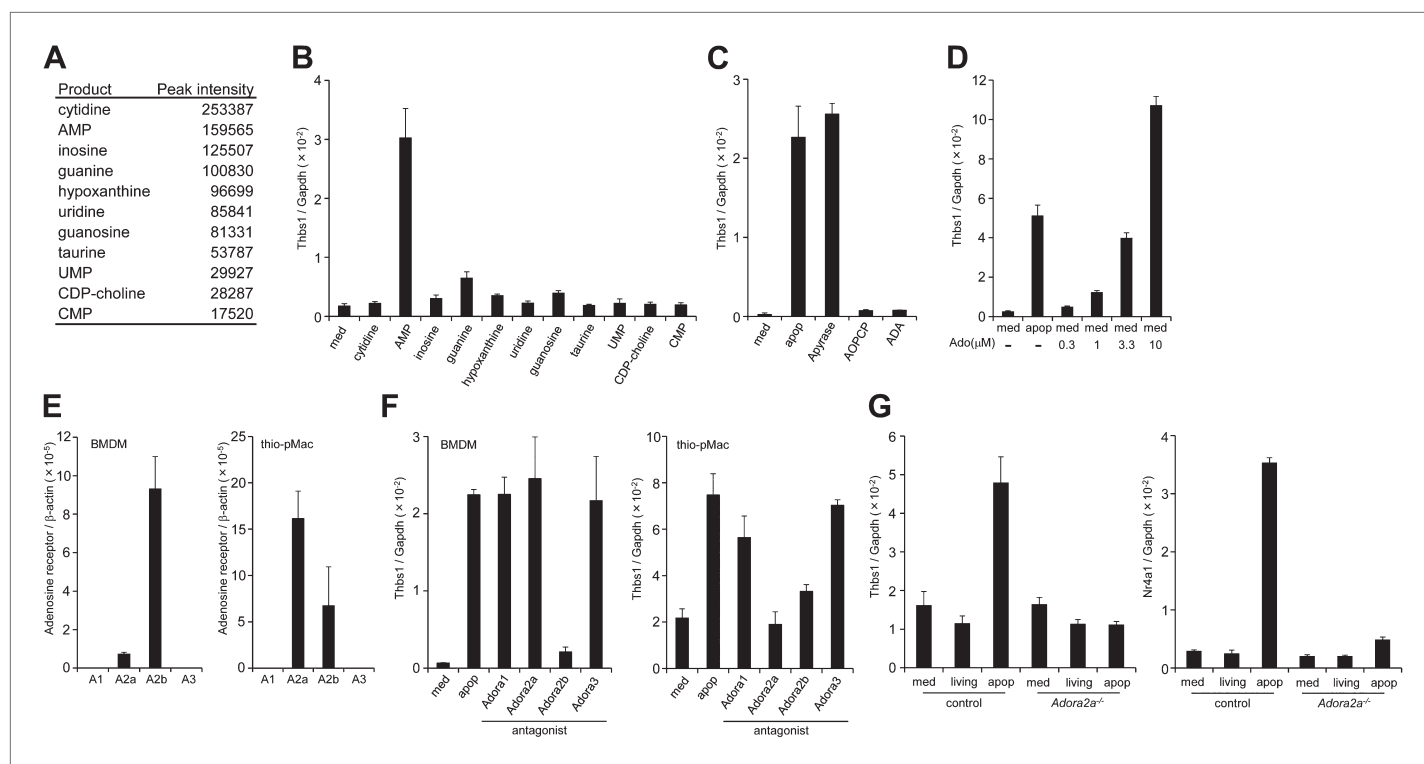 A
Product Peak intensity
cytidine 253387
AMP 159565
inosine 125507
guanine 100830
hypoxanthine 96699
uridine 85841
guanosine 81331
taurine 53787
UMP 29927
CDP-choline 28287
CMP 17520
B
Thbs1 / Gapdh ( × 10-2)
4
3
2
1
0
med
cytidine
AMP
inosine
guanine
hypoxanthine
uridine
guanosine
taurine
UMP
CDP-choline
CMP
C
Thbs1 / Gapdh ( × 10-2)
3
2
1
0
med
apop
Apyrase
AOPCP
ADA
D
Thbs1 / Gapdh ( × 10-2)
12
10
8
6
4
2
0
med apop med med med med
Ado(μM) – – 0.3 1 3.3 10
E
Adenosine receptor / β-actin ( × 10-5)
BMDM
12
10
8
6
4
2
0
A1 A2a A2b A3
Adenosine receptor / β-actin ( × 10-5)
thio-pMac
25
20
15
10
5
0
A1 A2a A2b A3
F
Thbs1 / Gapdh ( × 10-2)
BMDM
3
2
1
0
med
apop
Adora1
Adora2a
Adora2b
Adora3
antagonist
Thbs1 / Gapdh ( × 10-2)
thio-pMac
10
8
6
4
2
0
med
apop
Adora1
Adora2a
Adora2b
Adora3
antagonist
G
Thbs1 / Gapdh ( × 10-2)
6
5
4
3
2
1
0
med living apop med living apop
control Adora2a-/-
Nr4a1 / Gapdh ( × 10-2)
4
3
2
1
0
med living apop med living apop
control Adora2a-/-